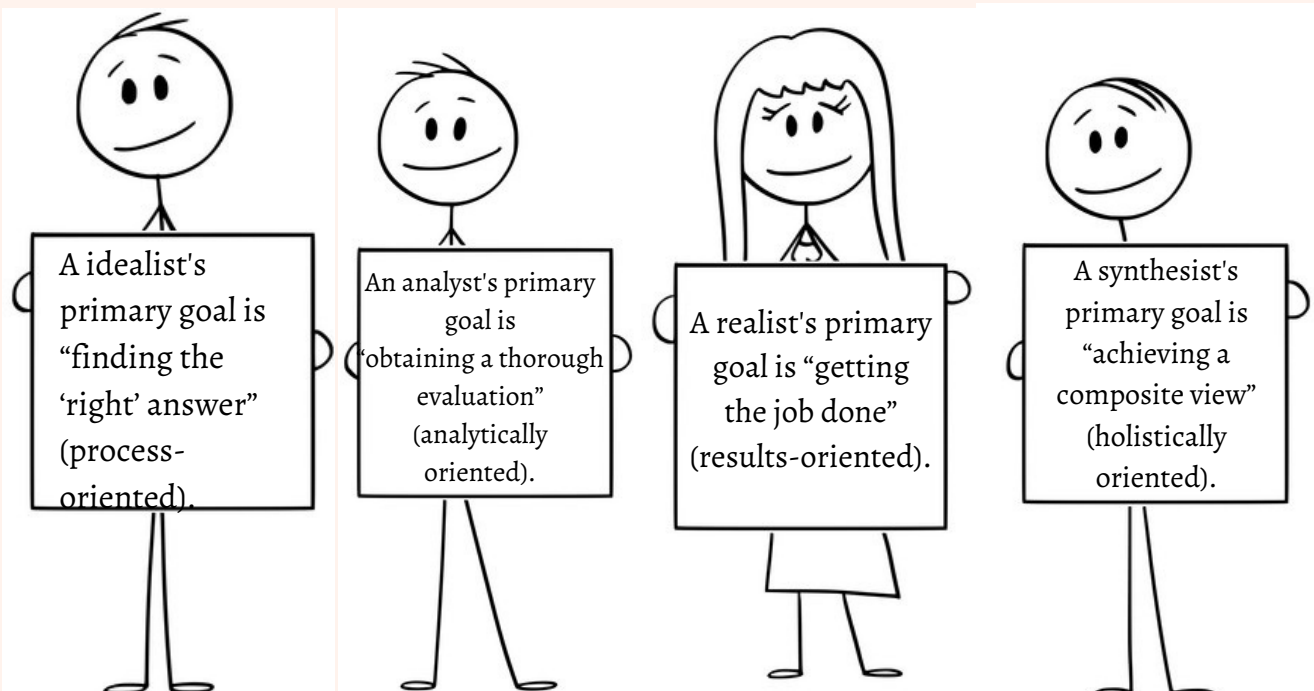 A idealist's
primary goal is
“finding the
‘right’ answer”
(process-
oriented).
An analyst's primary
goal is
“obtaining a thorough
evaluation”
(analytically
oriented).
A realist's primary
goal is “getting
the job done”
(results-oriented).
A synthesist's
primary goal is
“achieving a
composite view”
(holistically
oriented).